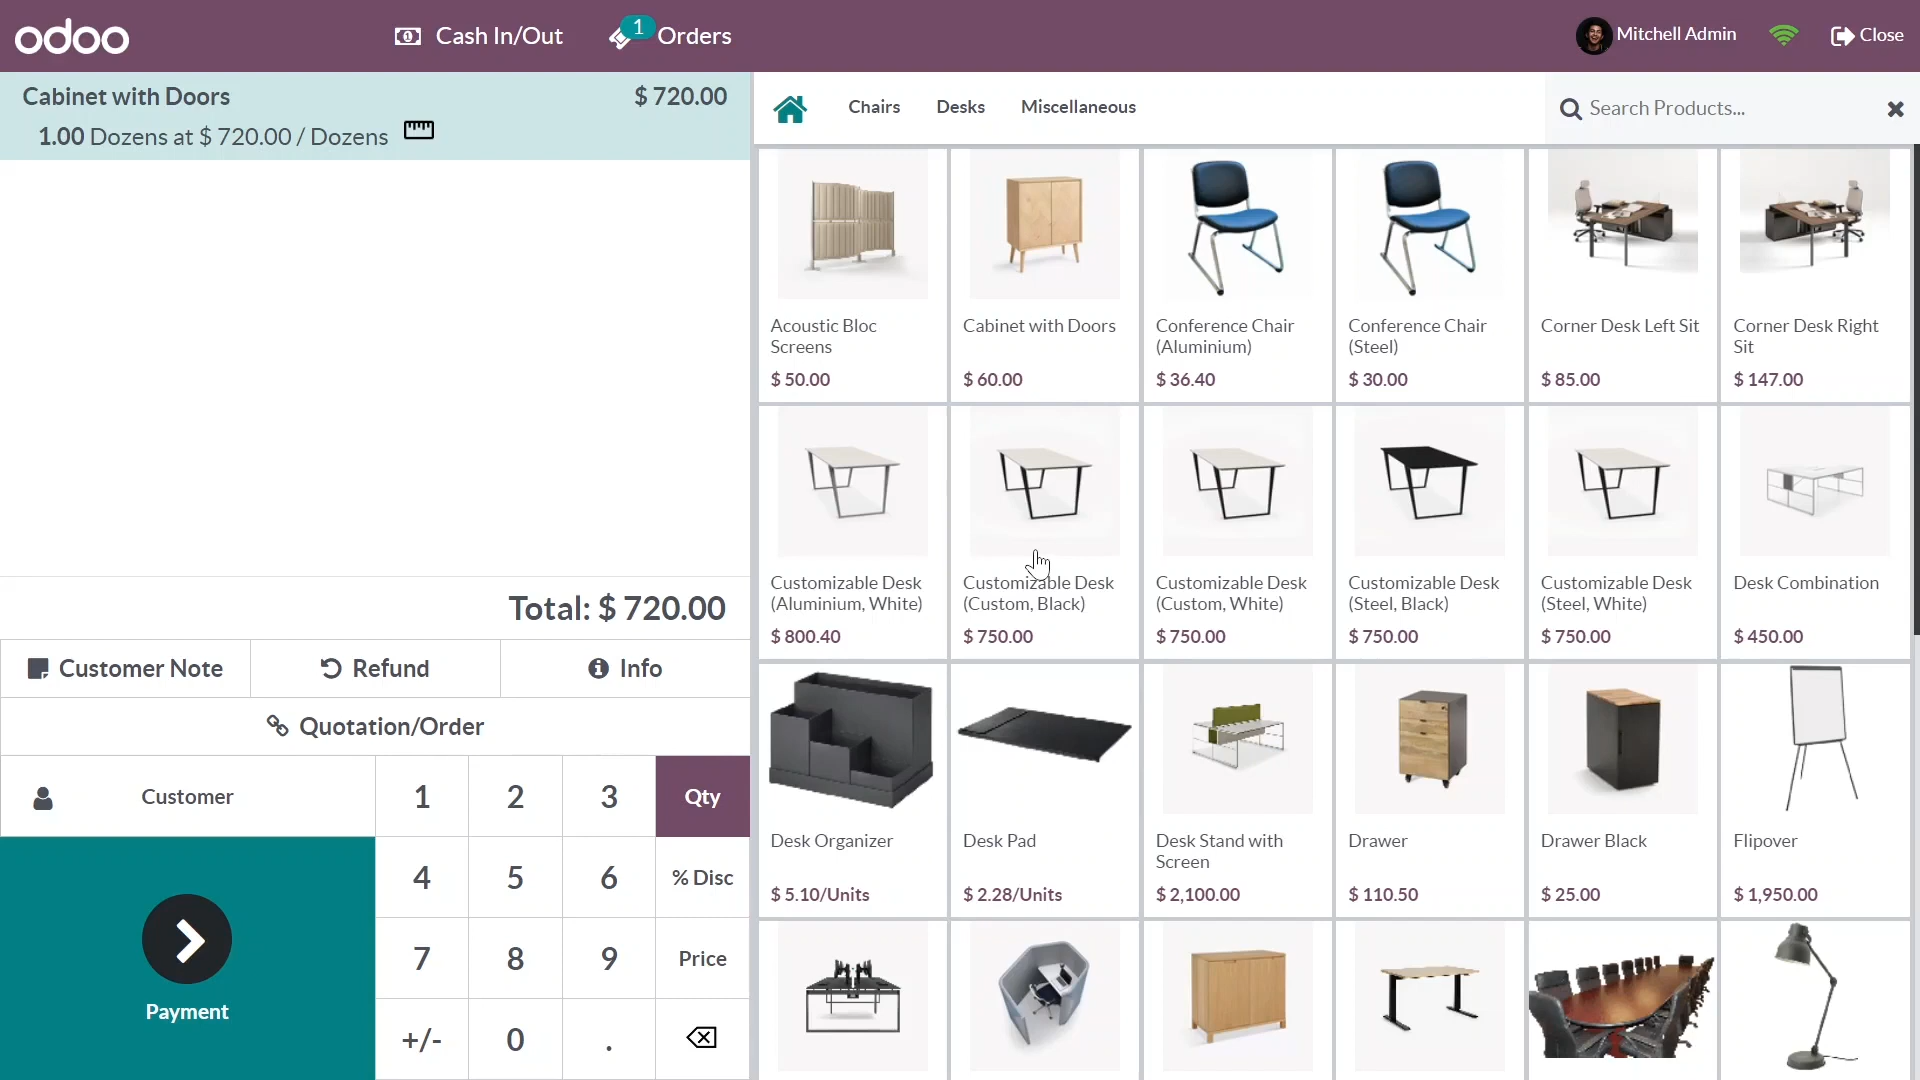 odoo
Cash In/Out
1
Orders
Mitchell Admin
Close
Cabinet with Doors
$ 720.00
1.00 Dozens at $ 720.00 / Dozens
Chairs
Desks
Miscellaneous
Search Products...
Acoustic Bloc
Screens
$ 50.00
Cabinet with Doors
$ 60.00
Conference Chair
(Aluminium)
$ 36.40
Conference Chair
(Steel)
$ 30.00
Corner Desk Left Sit
$ 85.00
Corner Desk Right
Sit
$ 147.00
Customizable Desk
(Aluminium, White)
$ 800.40
Customizable Desk
(Custom, Black)
$ 750.00
Customizable Desk
(Custom, White)
$ 750.00
Customizable Desk
(Steel, Black)
$ 750.00
Customizable Desk
(Steel, White)
$ 750.00
Desk Combination
$ 450.00
Desk Organizer
$ 5.10/Units
Desk Pad
$ 2.28/Units
Desk Stand with
Screen
$ 2,100.00
Drawer
$ 110.50
Drawer Black
$ 25.00
Flipover
$ 1,950.00
Total: $ 720.00
Customer Note
Refund
Info
Quotation/Order
Customer
1
2
3
Qty
4
5
6
% Disc
7
8
9
Price
+/-
0
.
Payment